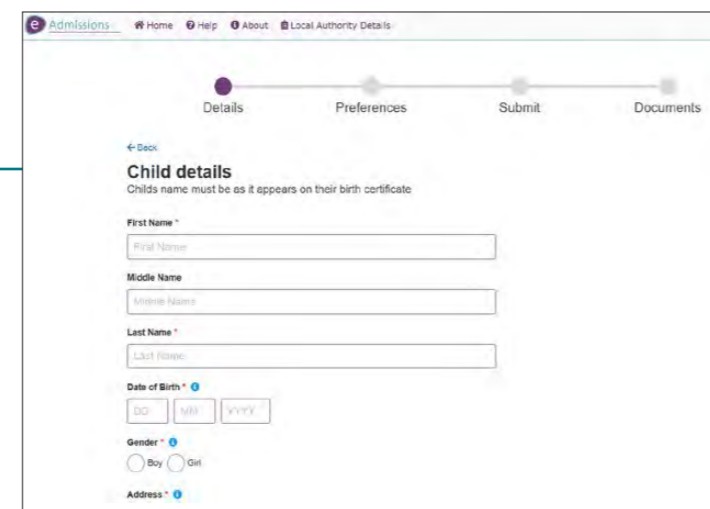 e Admissions Home Help About Local Authority Details
Details Preferences Submit Documents
Back
Child details
Childs name must be as it appears on their birth certificate
First Name *
First Name
Middle Name
Middle Name
Last Name *
Last Name
Date of Birth *
DD MM YYYY
Gender *
Boy Girl
Address *